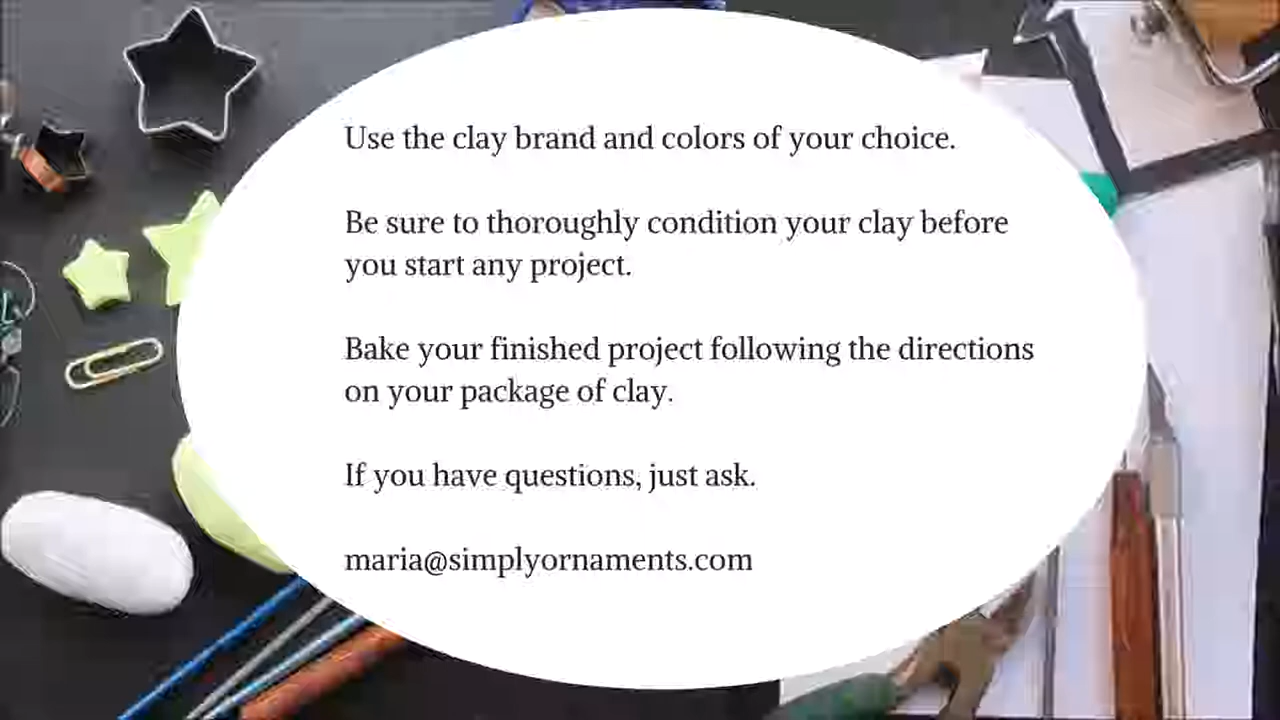 Use the clay brand and colors of your choice.
Be sure to thoroughly condition your clay before
you start any project.
Bake your finished project following the directions
on your package of clay.
If you have questions, just ask.
maria@simplyornaments.com